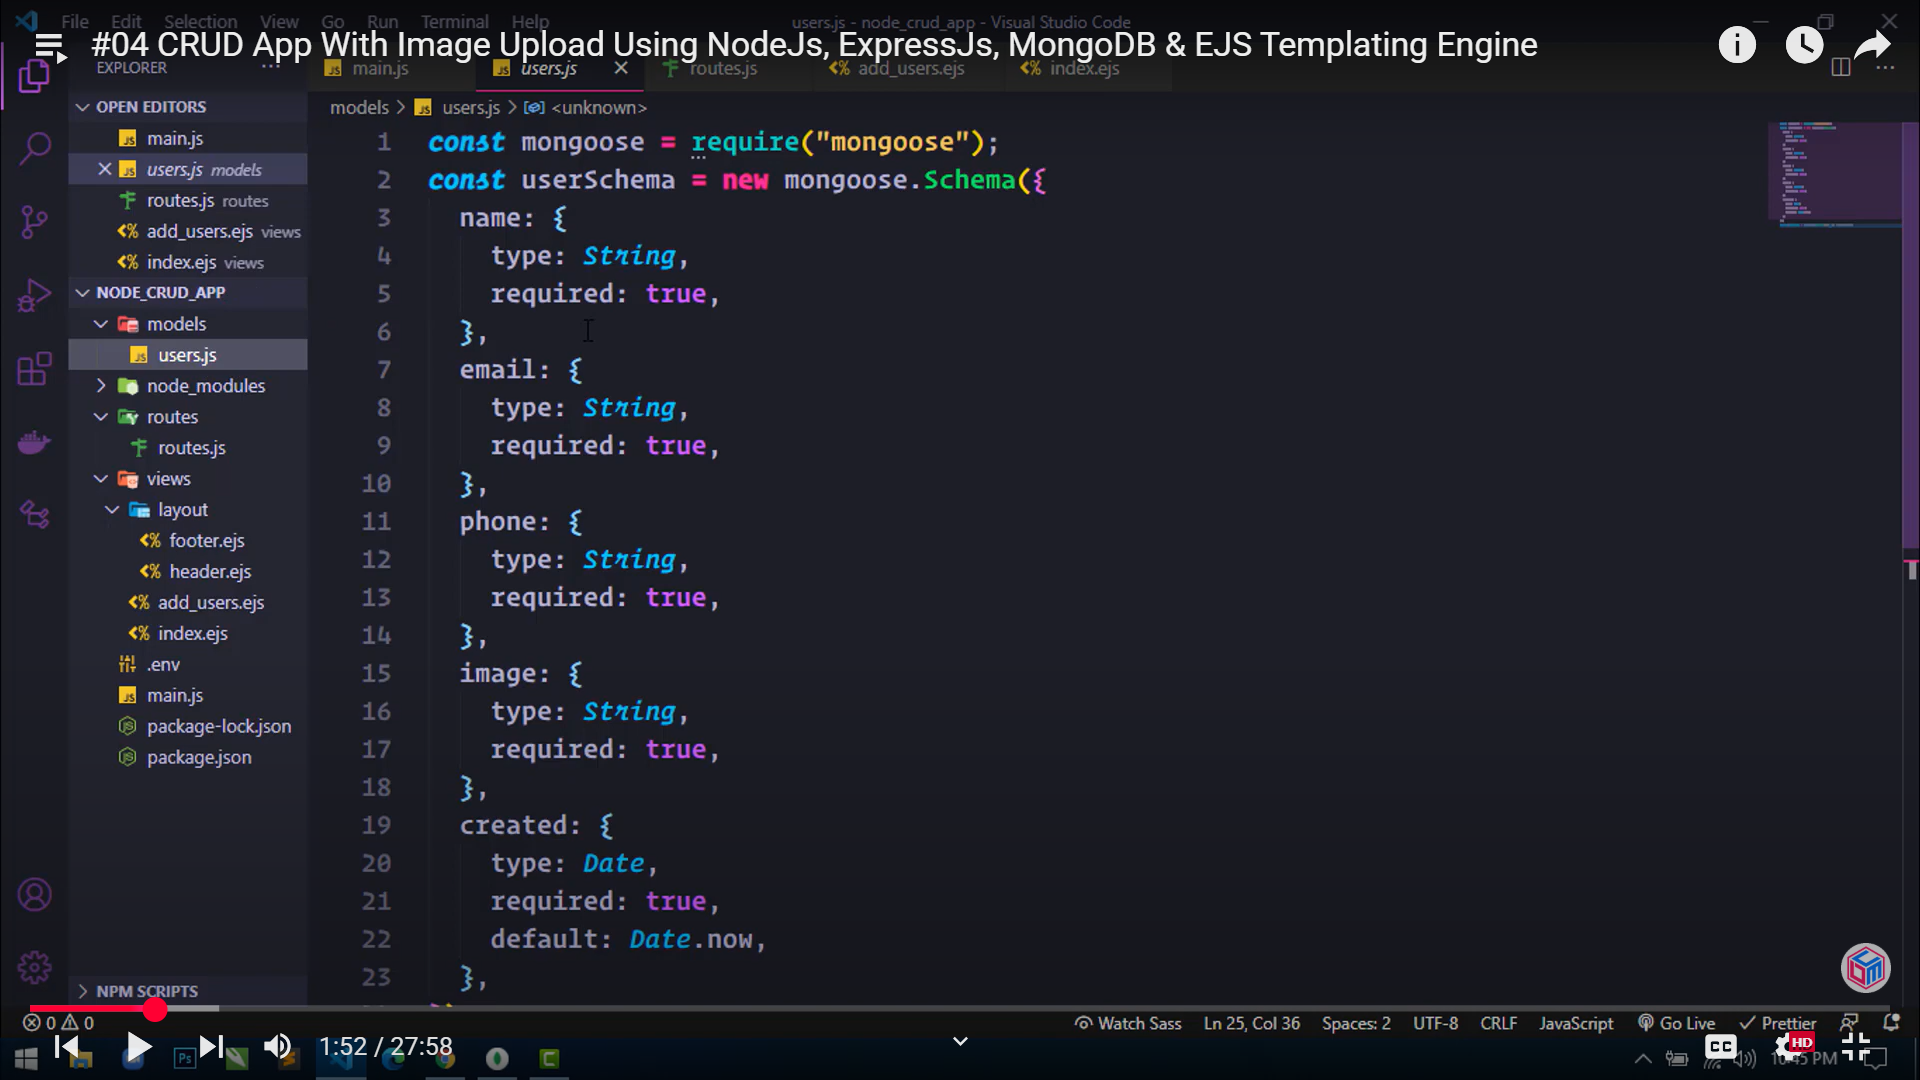 File Edit Selection View Go Run Terminal Help
users.js - node_crud_app - Visual Studio Code
#04 CRUD App With Image Upload Using NodeJs, ExpressJs, MongoDB & EJS Templating Engine
EXPLORER
main.js
users.js
routes.js
add_users.ejs
index.ejs
OPEN EDITORS
main.js
users.js models
routes.js routes
add_users.ejs views
index.ejs views
NODE_CRUD_APP
models
users.js
node_modules
routes
routes.js
views
layout
footer.ejs
header.ejs
add_users.ejs
index.ejs
.env
main.js
package-lock.json
package.json
NPM SCRIPTS
models > users.js > <unknown>
1 const mongoose = require("mongoose");
2 const userSchema = new mongoose.Schema({
3 name: {
4 type: String,
5 required: true,
6 },
7 email: {
8 type: String,
9 required: true,
10 },
11 phone: {
12 type: String,
13 required: true,
14 },
15 image: {
16 type: String,
17 required: true,
18 },
19 created: {
20 type: Date,
21 required: true,
22 default: Date.now,
23 },
0 0
Watch Sass
Ln 25, Col 36
Spaces: 2
UTF-8
CRLF
JavaScript
Go Live
Prettier
1:52 / 27:58
Ps
CC
HD
10:45 PM